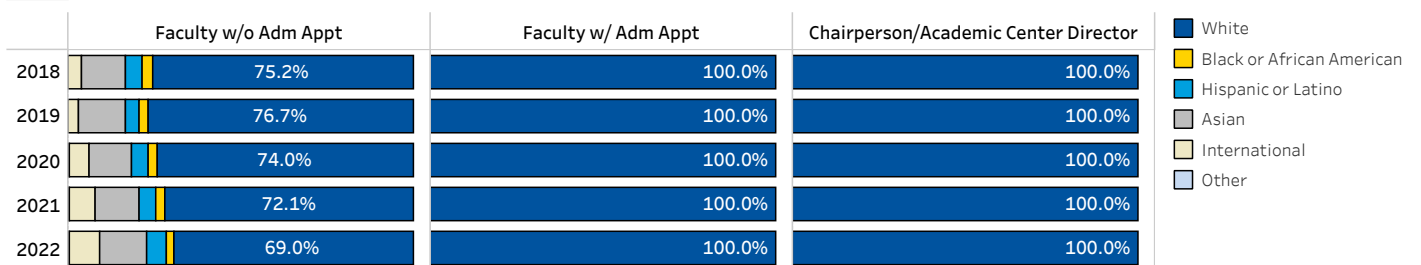 Faculty w/o Adm Appt Faculty w/ Adm Appt Chairperson/Academic Center Director
2018 75.2% 100.0% 100.0%
2019 76.7% 100.0% 100.0%
2020 74.0% 100.0% 100.0%
2021 72.1% 100.0% 100.0%
2022 69.0% 100.0% 100.0%
White
Black or African American
Hispanic or Latino
Asian
International
Other